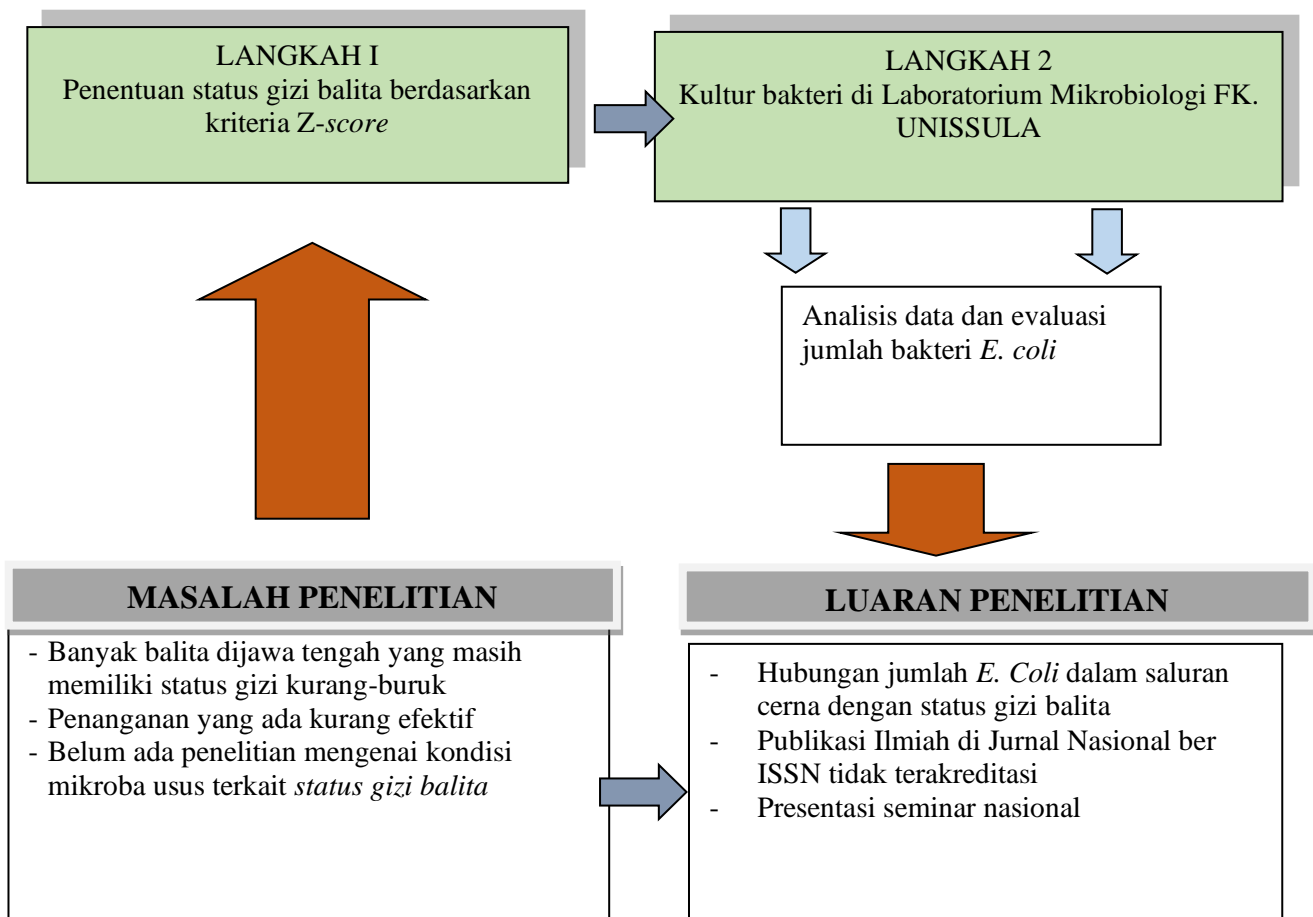 LANGKAH I
Penentuan status gizi balita berdasarkan
kriteria Z-score
LANGKAH 2
Kultur bakteri di Laboratorium Mikrobiologi FK.
UNISSULA
Analisis data dan evaluasi
jumlah bakteri E. coli
MASALAH PENELITIAN
- Banyak balita dijawa tengah yang masih
memiliki status gizi kurang-buruk
- Penanganan yang ada kurang efektif
- Belum ada penelitian mengenai kondisi
mikroba usus terkait status gizi balita
LUARAN PENELITIAN
- Hubungan jumlah E. Coli dalam saluran
cerna dengan status gizi balita
- Publikasi Ilmiah di Jurnal Nasional ber
ISSN tidak terakreditasi
- Presentasi seminar nasional